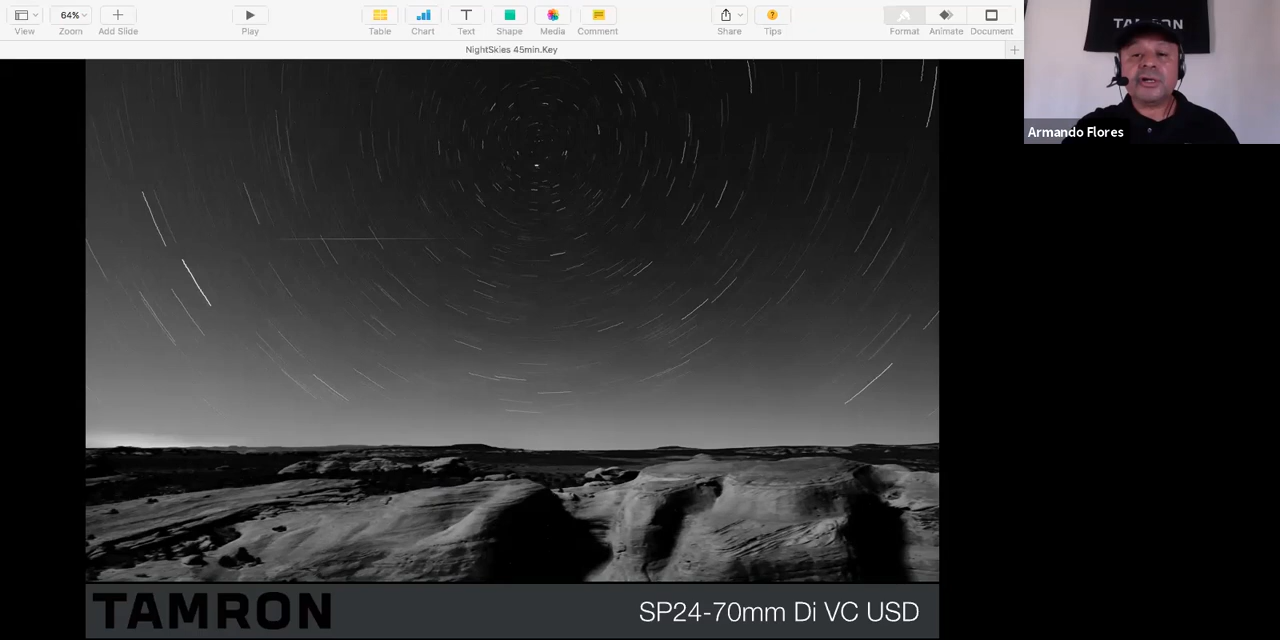 64%
View
Zoom
Add Slide
Play
Table
Chart
Text
Shape
Media
Comment
Share
Tips
Format
Animate
Document
NightSkies 45min.Key
TAMRON
Armando Flores
TAMRON
SP24-70mm Di VC USD